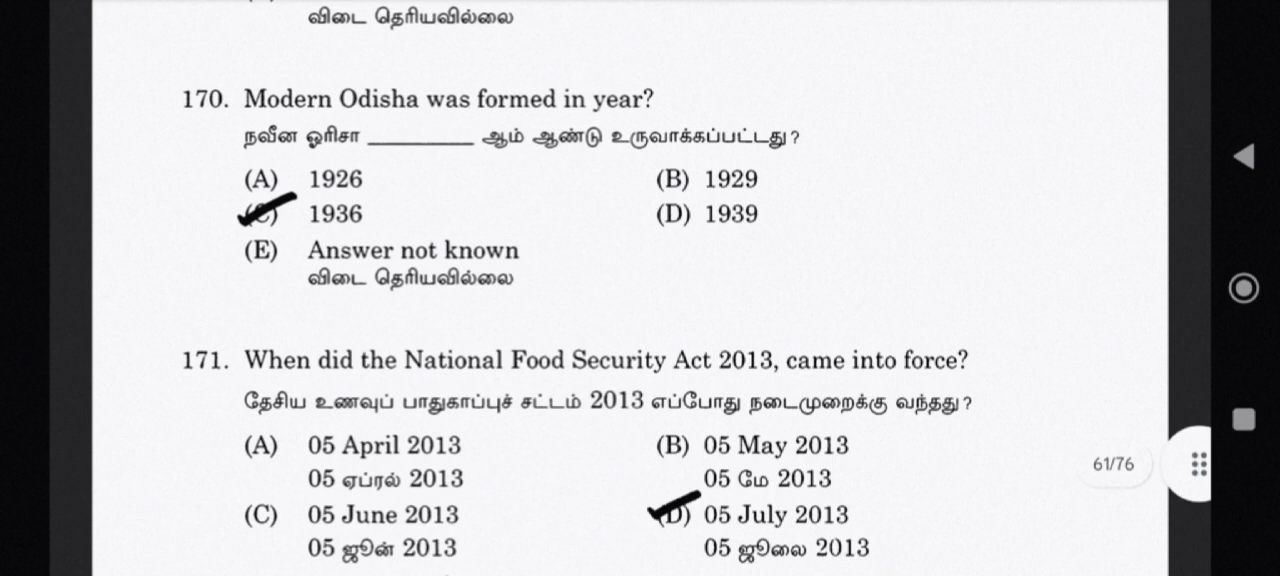 விடை தெரியவில்லை
170. Modern Odisha was formed in year?
நவீன ஓரிசா ________ ஆம் ஆண்டு உருவாக்கப்பட்டது?
(A) 1926 (B) 1929
(C) 1936 (D) 1939
(E) Answer not known
விடை தெரியவில்லை
171. When did the National Food Security Act 2013, came into force?
தேசிய உணவுப் பாதுகாப்புச் சட்டம் 2013 எப்போது நடைமுறைக்கு வந்தது?
(A) 05 April 2013 (B) 05 May 2013
05 ஏப்ரல் 2013 05 மே 2013
(C) 05 June 2013 (D) 05 July 2013
05 ஜூன் 2013 05 ஜூலை 2013
61/76